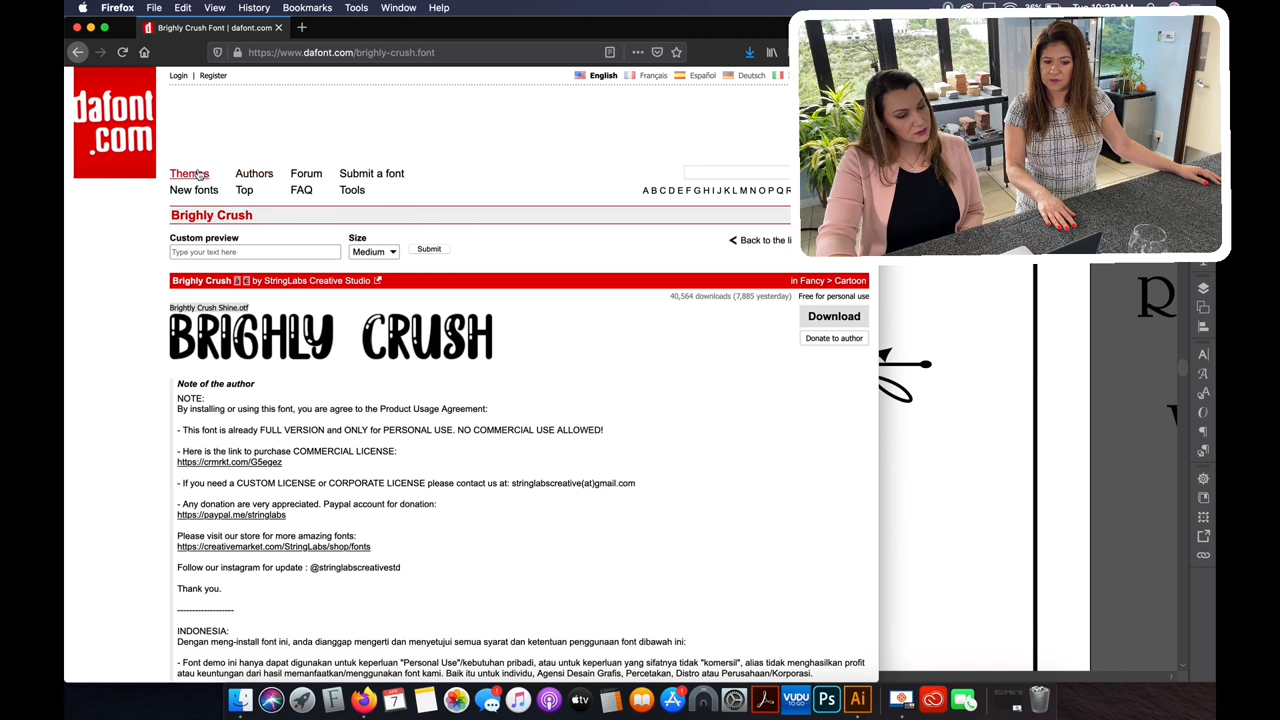 Firefox File Edit View History Bookmarks Tools Window Help
Brighly Crush Font | dafont.com
https://www.dafont.com/brighly-crush.font
dafont
.com
Login | Register
English Français Español Deutsch
Themes Authors Forum Submit a font
New fonts Top FAQ Tools
A B C D E F G H I J K L M N O P Q R
Brighly Crush
Custom preview Size
Type your text here Medium Submit
Back to the li
Brighly Crush by StringLabs Creative Studio in Fancy > Cartoon
40,564 downloads (7,885 yesterday) Free for personal use
Brightly Crush Shine.otf
BRIGHLY CRUSH
Download
Donate to author
Note of the author
NOTE:
By installing or using this font, you are agree to the Product Usage Agreement:
- This font is already FULL VERSION and ONLY for PERSONAL USE. NO COMMERCIAL USE ALLOWED!
- Here is the link to purchase COMMERCIAL LICENSE:
https://crmrkt.com/G5egez
- If you need a CUSTOM LICENSE or CORPORATE LICENSE please contact us at: stringlabscreative(at)gmail.com
- Any donation are very appreciated. Paypal account for donation:
https://paypal.me/stringlabs
Please visit our store for more amazing fonts:
https://creativemarket.com/StringLabs/shop/fonts
Follow our instagram for update : @stringlabscreativestd
Thank you.
------------------
INDONESIA:
Dengan meng-install font ini, anda dianggap mengerti dan menyetujui semua syarat dan ketentuan penggunaan font dibawah ini:
- Font demo ini hanya dapat digunakan untuk keperluan "Personal Use"/kebutuhan pribadi, atau untuk keperluan yang sifatnya tidak "komersil", alias tidak menghasilkan profit
atau keuntungan dari hasil memanfaatkan/menggunakan font kami. Baik itu untuk individu, Agensi Desain Grafis, Percetakan, Distro atau Perusahaan/Korporasi.
7 tv VUDU TO GO Ps Ai